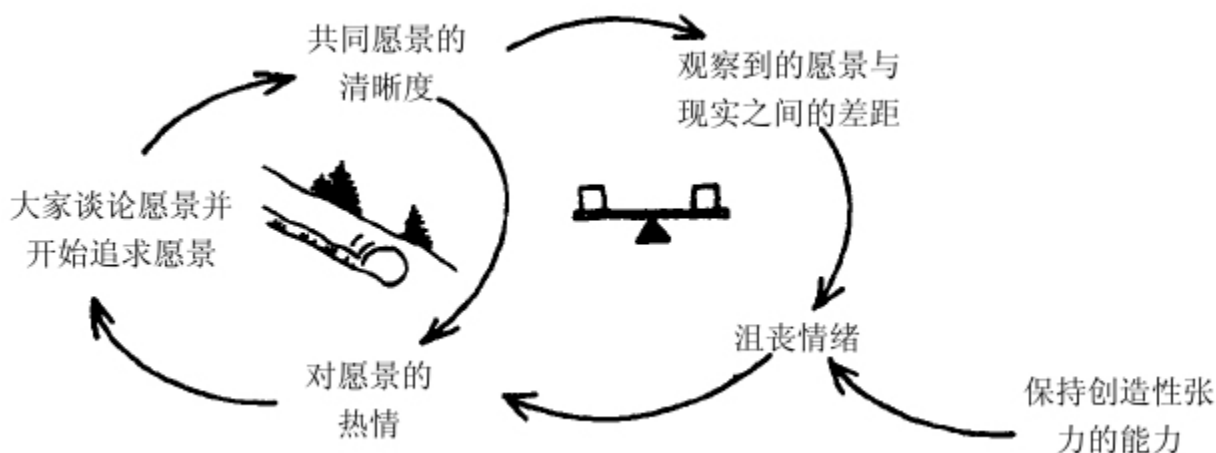 共同愿景的
清晰度
观察到的愿景与
现实之间的差距
大家谈论愿景并
开始追求愿景
沮丧情绪
对愿景的
热情
保持创造性张
力的能力